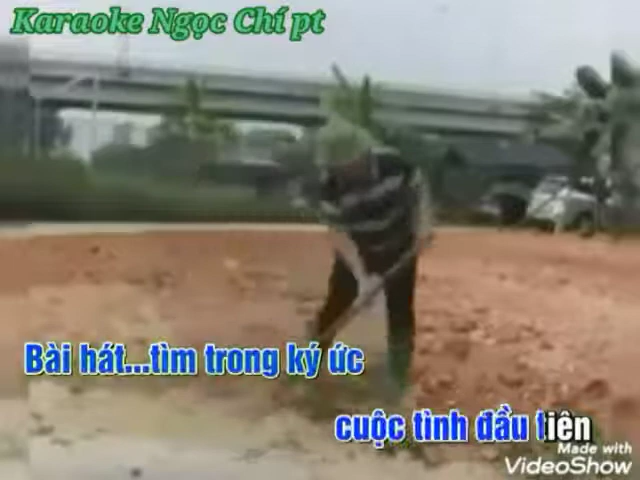 Karaoke Ngọc Chí pt
Bài hát...tìm trong ký ức
cuộc tình đầu tiên
Made with
VideoShow